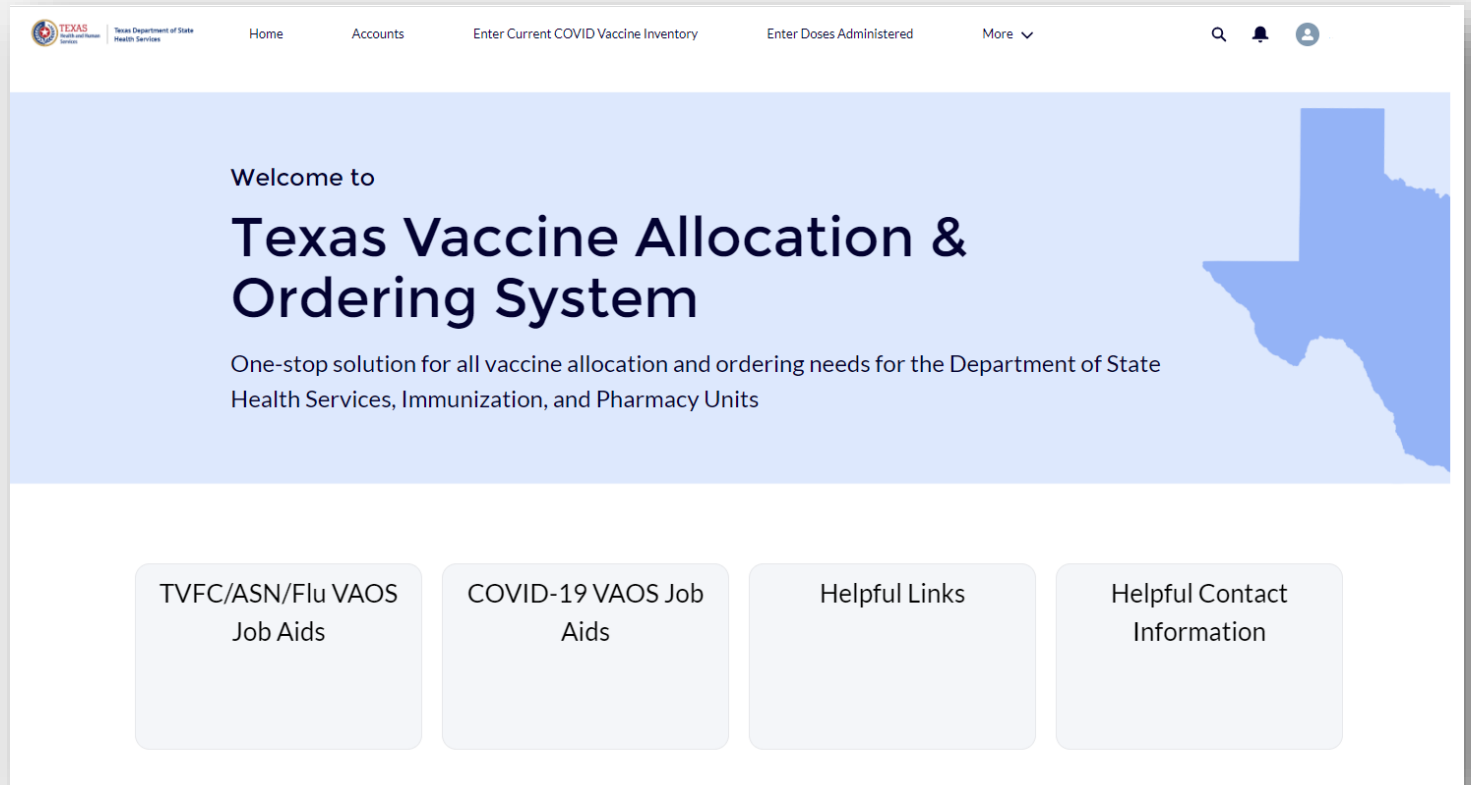 TEXAS
Health and Human
Services
Texas Department of State
Health Services
Home
Accounts
Enter Current COVID Vaccine Inventory
Enter Doses Administered
More
Welcome to
Texas Vaccine Allocation &
Ordering System
One-stop solution for all vaccine allocation and ordering needs for the Department of State
Health Services, Immunization, and Pharmacy Units
TVFC/ASN/Flu VAOS
Job Aids
COVID-19 VAOS Job
Aids
Helpful Links
Helpful Contact
Information